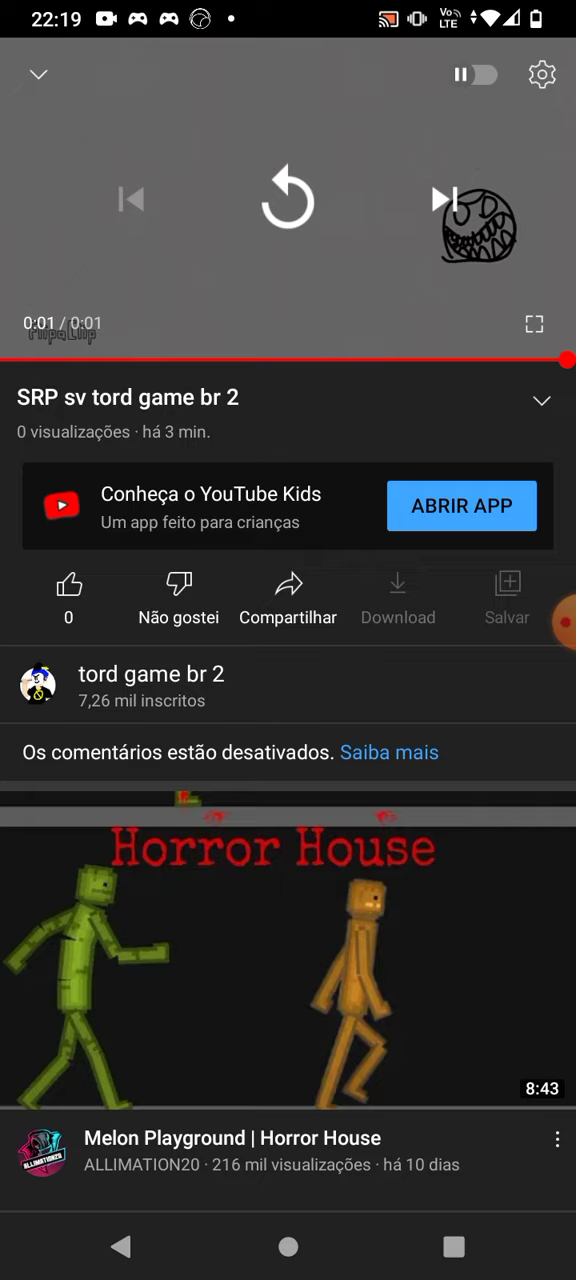 22:19
Vo))
LTE
0:01 / 0:01
FlipaClip
SRP sv tord game br 2
0 visualizações · há 3 min.
Conheça o YouTube Kids
Um app feito para crianças
ABRIR APP
0
Não gostei
Compartilhar
Download
Salvar
tord game br 2
7,26 mil inscritos
Os comentários estão desativados. Saiba mais
Horror House
8:43
Melon Playground | Horror House
ALLIMATION20
ALLIMATION20 · 216 mil visualizações · há 10 dias